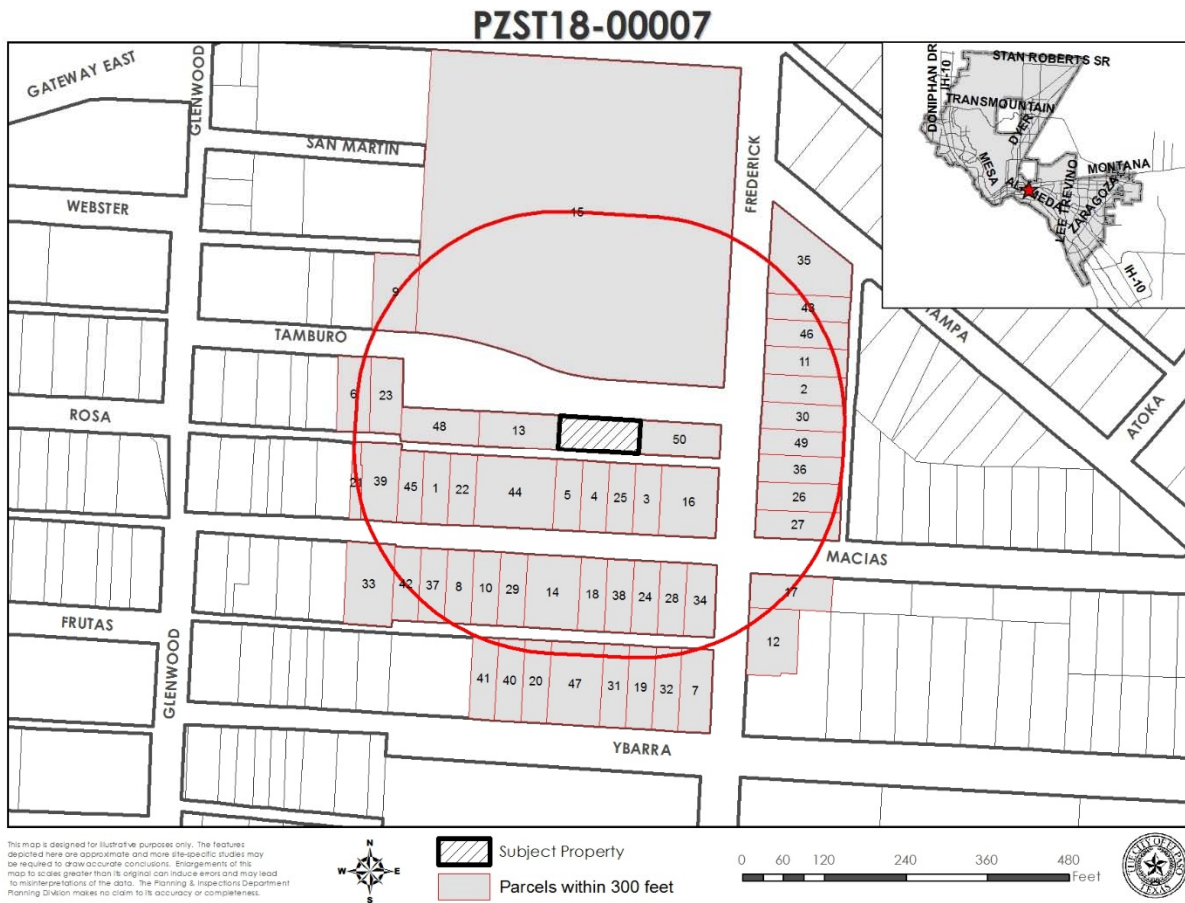 PZST18-00007
GATEWAY EAST
GLENWOOD
SAN MARTIN
WEBSTER
FREDERICK
DONIPHAN DR
IH-10
STAN ROBERTS SR
TRANSMOUNTAIN
DYER
MESA
MONTANA
ALAMEDA
LEE TREVINO
ZARAGOZA
IH-10
15
35
9
43
TAMBURO
46
TAMPA
11
6
23
2
ATOKA
ROSA
30
48
13
50
49
36
21
39
45
1
22
44
5
4
25
3
16
26
27
MACIAS
33
42
37
8
10
29
14
18
38
24
28
34
17
FRUTAS
12
GLENWOOD
41
40
20
47
31
19
32
7
YBARRA
This map is designed for illustrative purposes only. The features
depicted here are approximate and more site-specific studies may
be required to draw accurate conclusions. Enlargements of this
map to scales greater than its original can induce errors and may lead
to misinterpretations of the data. The Planning & Inspections Department
Planning Division makes no claim to its accuracy or completeness.
N
W
E
S
Subject Property
Parcels within 300 feet
0 60 120 240 360 480
Feet
THE CITY OF EL PASO
TEXAS